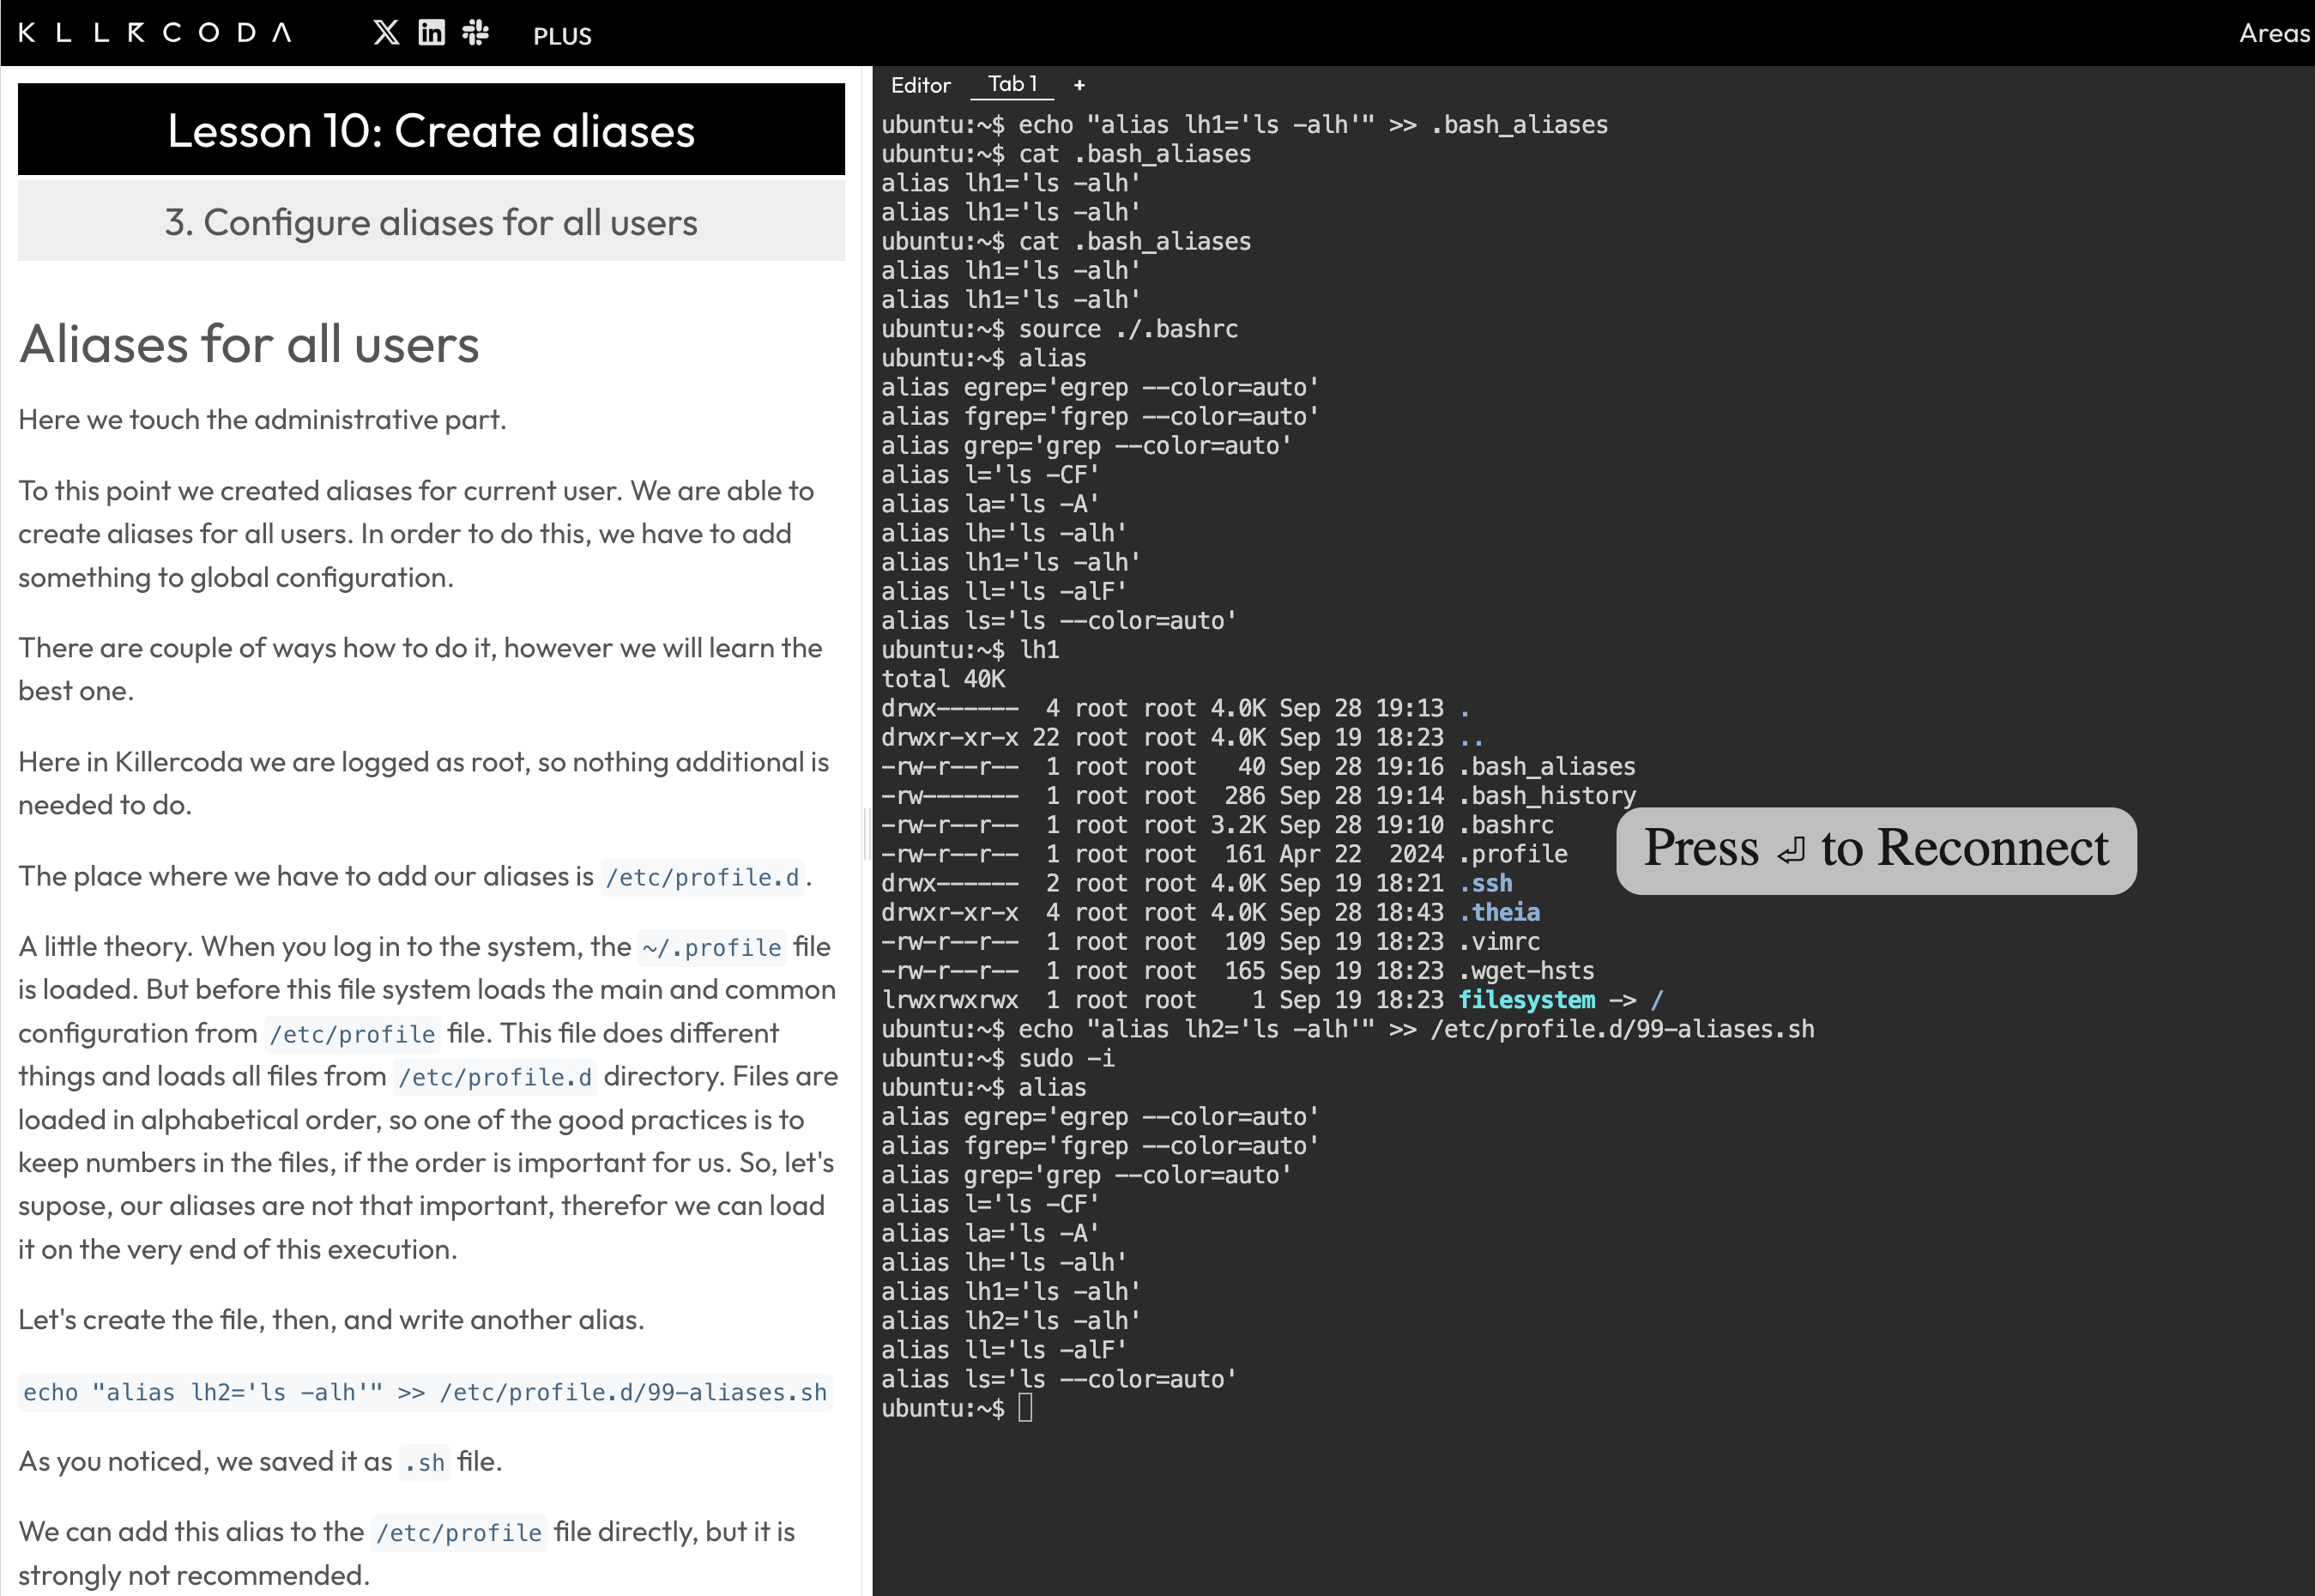 KLLRCODA
PLUS
Areas
Lesson 10: Create aliases
3. Configure aliases for all users
Aliases for all users
Here we touch the administrative part.
To this point we created aliases for current user. We are able to
create aliases for all users. In order to do this, we have to add
something to global configuration.
There are couple of ways how to do it, however we will learn the
best one.
Here in Killercoda we are logged as root, so nothing additional is
needed to do.
The place where we have to add our aliases is /etc/profile.d.
A little theory. When you log in to the system, the ~/.profile file
is loaded. But before this file system loads the main and common
configuration from /etc/profile file. This file does different
things and loads all files from /etc/profile.d directory. Files are
loaded in alphabetical order, so one of the good practices is to
keep numbers in the files, if the order is important for us. So, let's
supose, our aliases are not that important, therefor we can load
it on the very end of this execution.
Let's create the file, then, and write another alias.
echo "alias lh2='ls -alh'" >> /etc/profile.d/99-aliases.sh
As you noticed, we saved it as .sh file.
We can add this alias to the /etc/profile file directly, but it is
strongly not recommended.
Editor Tab 1 +
ubuntu:~$ echo "alias lh1='ls -alh'" >> .bash_aliases
ubuntu:~$ cat .bash_aliases
alias lh1='ls -alh'
alias lh1='ls -alh'
ubuntu:~$ cat .bash_aliases
alias lh1='ls -alh'
alias lh1='ls -alh'
ubuntu:~$ source ./.bashrc
ubuntu:~$ alias
alias egrep='egrep --color=auto'
alias fgrep='fgrep --color=auto'
alias grep='grep --color=auto'
alias l='ls -CF'
alias la='ls -A'
alias lh='ls -alh'
alias lh1='ls -alh'
alias ll='ls -alF'
alias ls='ls --color=auto'
ubuntu:~$ lh1
total 40K
drwx------  4 root root 4.0K Sep 28 19:13 .
drwxr-xr-x 22 root root 4.0K Sep 19 18:23 ..
-rw-r--r--  1 root root   40 Sep 28 19:16 .bash_aliases
-rw-------  1 root root  286 Sep 28 19:14 .bash_history
-rw-r--r--  1 root root 3.2K Sep 28 19:10 .bashrc
-rw-r--r--  1 root root  161 Apr 22  2024 .profile
drwx------  2 root root 4.0K Sep 19 18:21 .ssh
drwxr-xr-x  4 root root 4.0K Sep 28 18:43 .theia
-rw-r--r--  1 root root  109 Sep 19 18:23 .vimrc
-rw-r--r--  1 root root  165 Sep 19 18:23 .wget-hsts
lrwxrwxrwx  1 root root    1 Sep 19 18:23 filesystem -> /
ubuntu:~$ echo "alias lh2='ls -alh'" >> /etc/profile.d/99-aliases.sh
ubuntu:~$ sudo -i
ubuntu:~$ alias
alias egrep='egrep --color=auto'
alias fgrep='fgrep --color=auto'
alias grep='grep --color=auto'
alias l='ls -CF'
alias la='ls -A'
alias lh='ls -alh'
alias lh1='ls -alh'
alias lh2='ls -alh'
alias ll='ls -alF'
alias ls='ls --color=auto'
ubuntu:~$
Press ⏎ to Reconnect